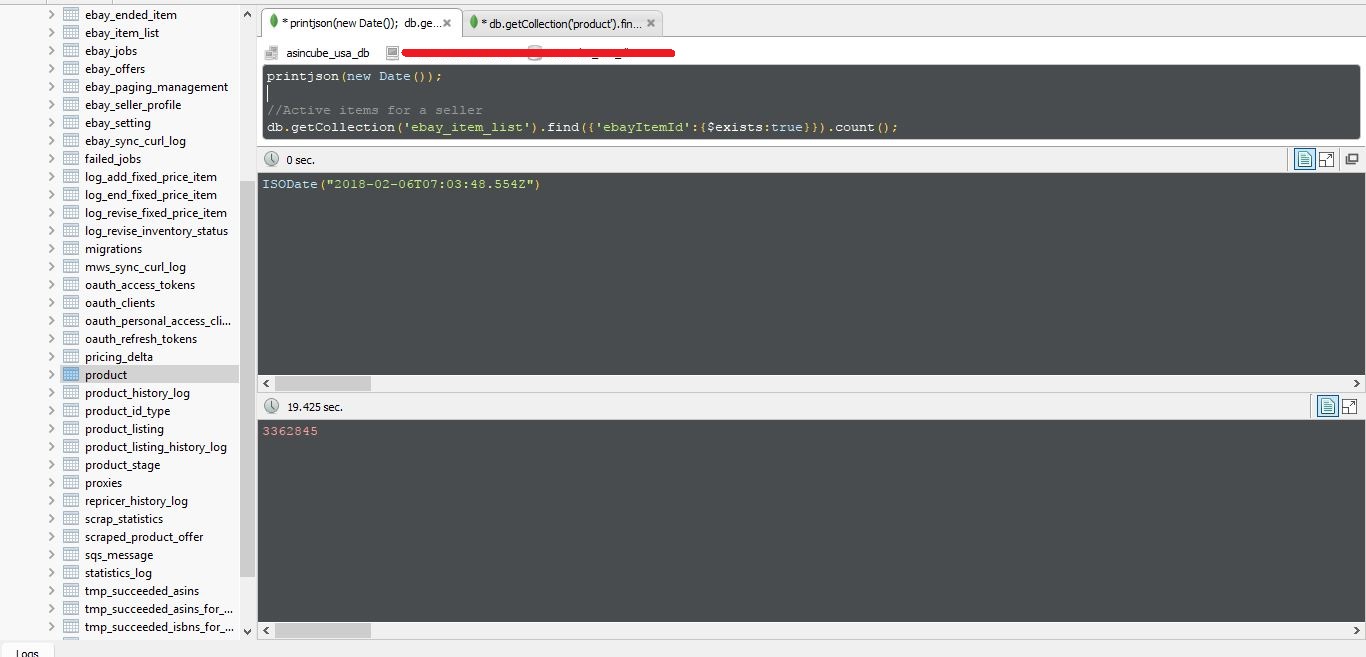 ebay_ended_item
ebay_item_list
ebay_jobs
ebay_offers
ebay_paging_management
ebay_seller_profile
ebay_setting
ebay_sync_curl_log
failed_jobs
log_add_fixed_price_item
log_end_fixed_price_item
log_revise_fixed_price_item
log_revise_inventory_status
migrations
mws_sync_curl_log
oauth_access_tokens
oauth_clients
oauth_personal_access_cli...
oauth_refresh_tokens
pricing_delta
product
product_history_log
product_id_type
product_listing
product_listing_history_log
product_stage
proxies
repricer_history_log
scrap_statistics
scraped_product_offer
sqs_message
statistics_log
tmp_succeeded_asins
tmp_succeeded_asins_for_...
tmp_succeeded_isbns_for_...
Logs
* printjson(new Date()); db.ge...
* db.getCollection('product').fin...
asincube_usa_db
printjson(new Date());
//Active items for a seller
db.getCollection('ebay_item_list').find({'ebayItemId':{$exists:true}}).count();
0 sec.
ISODate("2018-02-06T07:03:48.554Z")
19.425 sec.
3362845